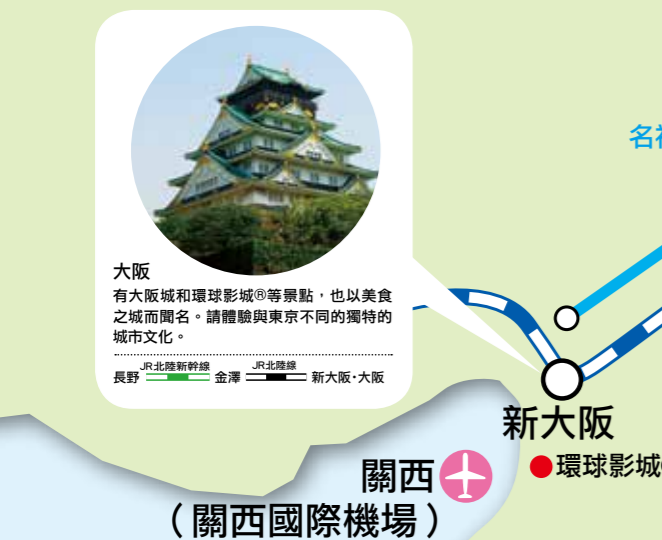 大阪
有大阪城和環球影城®等景點，也以美食
之城而聞名。請體驗與東京不同的獨特的
城市文化。
JR北陸新幹線 JR北陸線
長野 金澤 新大阪・大阪
名神
新大阪
●環球影城
關西
（關西國際機場）